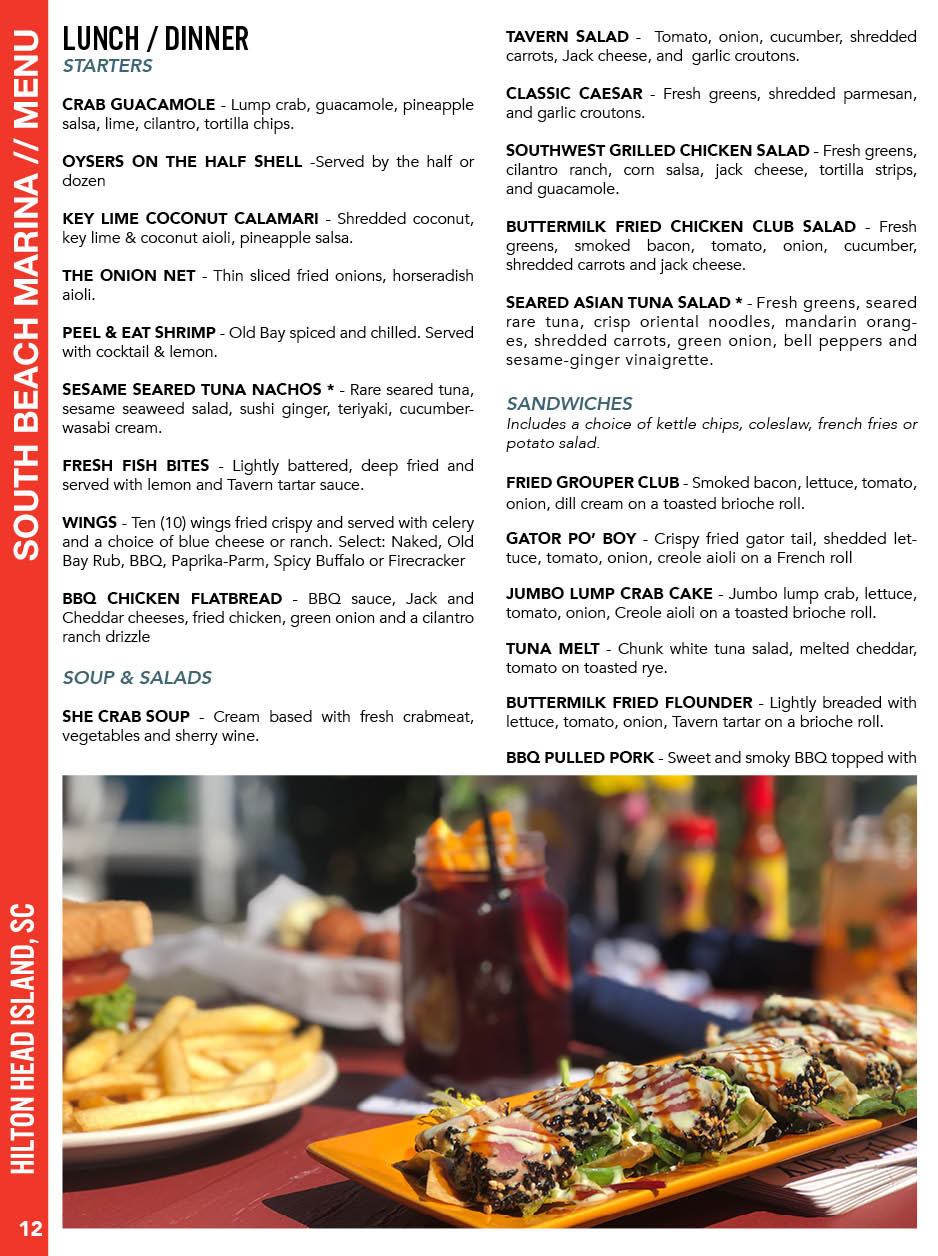 SOUTH BEACH MARINA // MENU
HILTON HEAD ISLAND, SC
12
LUNCH / DINNER
STARTERS
CRAB GUACAMOLE - Lump crab, guacamole, pineapple
salsa, lime, cilantro, tortilla chips.
OYSERS ON THE HALF SHELL -Served by the half or
dozen
KEY LIME COCONUT CALAMARI - Shredded coconut,
key lime & coconut aioli, pineapple salsa.
THE ONION NET - Thin sliced fried onions, horseradish
aioli.
PEEL & EAT SHRIMP - Old Bay spiced and chilled. Served
with cocktail & lemon.
SESAME SEARED TUNA NACHOS * - Rare seared tuna,
sesame seaweed salad, sushi ginger, teriyaki, cucumber-
wasabi cream.
FRESH FISH BITES - Lightly battered, deep fried and
served with lemon and Tavern tartar sauce.
WINGS - Ten (10) wings fried crispy and served with celery
and a choice of blue cheese or ranch. Select: Naked, Old
Bay Rub, BBQ, Paprika-Parm, Spicy Buffalo or Firecracker
BBQ CHICKEN FLATBREAD - BBQ sauce, Jack and
Cheddar cheeses, fried chicken, green onion and a cilantro
ranch drizzle
SOUP & SALADS
SHE CRAB SOUP - Cream based with fresh crabmeat,
vegetables and sherry wine.
TAVERN SALAD - Tomato, onion, cucumber, shredded
carrots, Jack cheese, and garlic croutons.
CLASSIC CAESAR - Fresh greens, shredded parmesan,
and garlic croutons.
SOUTHWEST GRILLED CHICKEN SALAD - Fresh greens,
cilantro ranch, corn salsa, jack cheese, tortilla strips,
and guacamole.
BUTTERMILK FRIED CHICKEN CLUB SALAD - Fresh
greens, smoked bacon, tomato, onion, cucumber,
shredded carrots and jack cheese.
SEARED ASIAN TUNA SALAD * - Fresh greens, seared
rare tuna, crisp oriental noodles, mandarin orang-
es, shredded carrots, green onion, bell peppers and
sesame-ginger vinaigrette.
SANDWICHES
Includes a choice of kettle chips, coleslaw, french fries or
potato salad.
FRIED GROUPER CLUB - Smoked bacon, lettuce, tomato,
onion, dill cream on a toasted brioche roll.
GATOR PO' BOY - Crispy fried gator tail, shedded let-
tuce, tomato, onion, creole aioli on a French roll
JUMBO LUMP CRAB CAKE - Jumbo lump crab, lettuce,
tomato, onion, Creole aioli on a toasted brioche roll.
TUNA MELT - Chunk white tuna salad, melted cheddar,
tomato on toasted rye.
BUTTERMILK FRIED FLOUNDER - Lightly breaded with
lettuce, tomato, onion, Tavern tartar on a brioche roll.
BBQ PULLED PORK - Sweet and smoky BBQ topped with